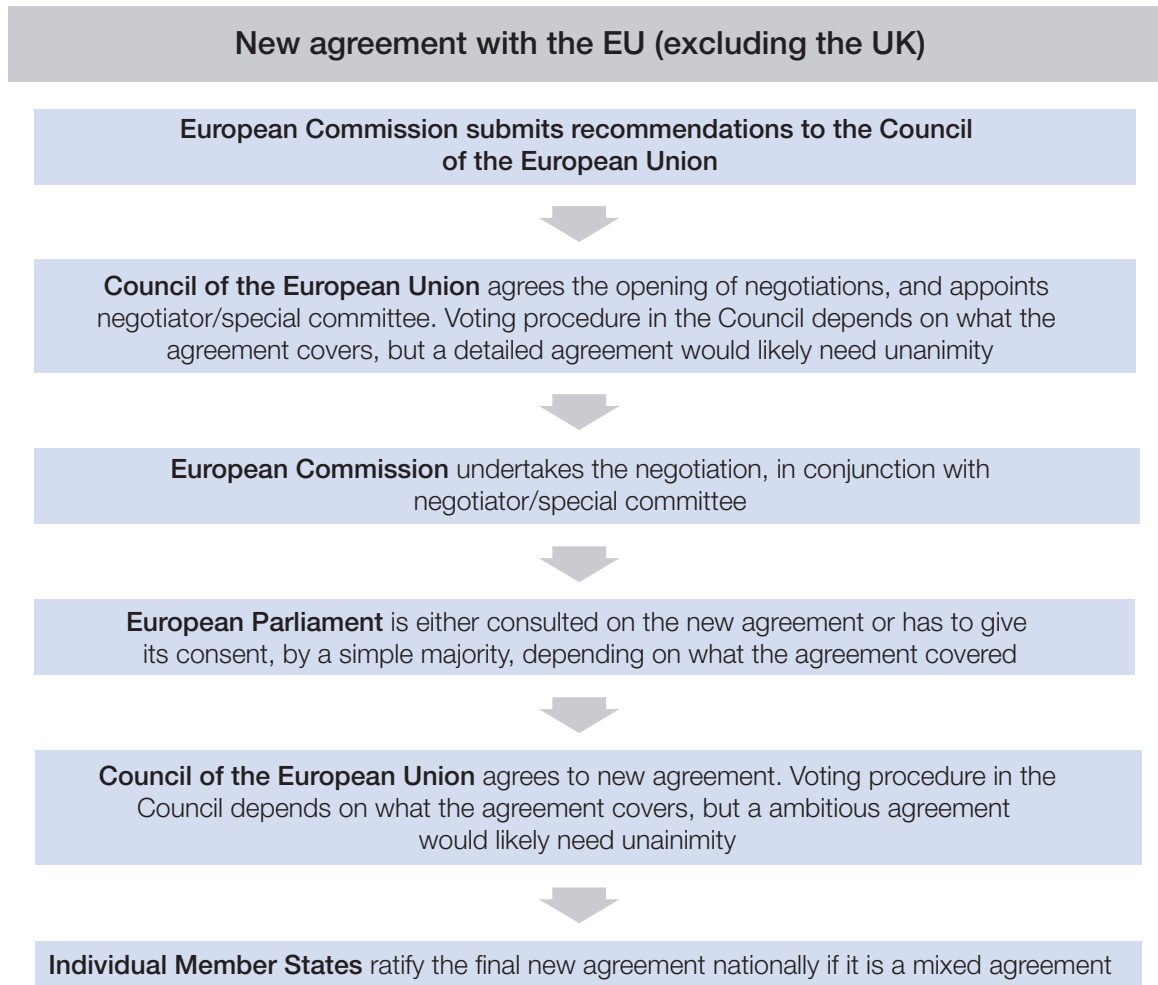 New agreement with the EU (excluding the UK)
European Commission submits recommendations to the Council
of the European Union
Council of the European Union agrees the opening of negotiations, and appoints
negotiator/special committee. Voting procedure in the Council depends on what the
agreement covers, but a detailed agreement would likely need unanimity
European Commission undertakes the negotiation, in conjunction with
negotiator/special committee
European Parliament is either consulted on the new agreement or has to give
its consent, by a simple majority, depending on what the agreement covered
Council of the European Union agrees to new agreement. Voting procedure in the
Council depends on what the agreement covers, but a ambitious agreement
would likely need unainimity
Individual Member States ratify the final new agreement nationally if it is a mixed agreement